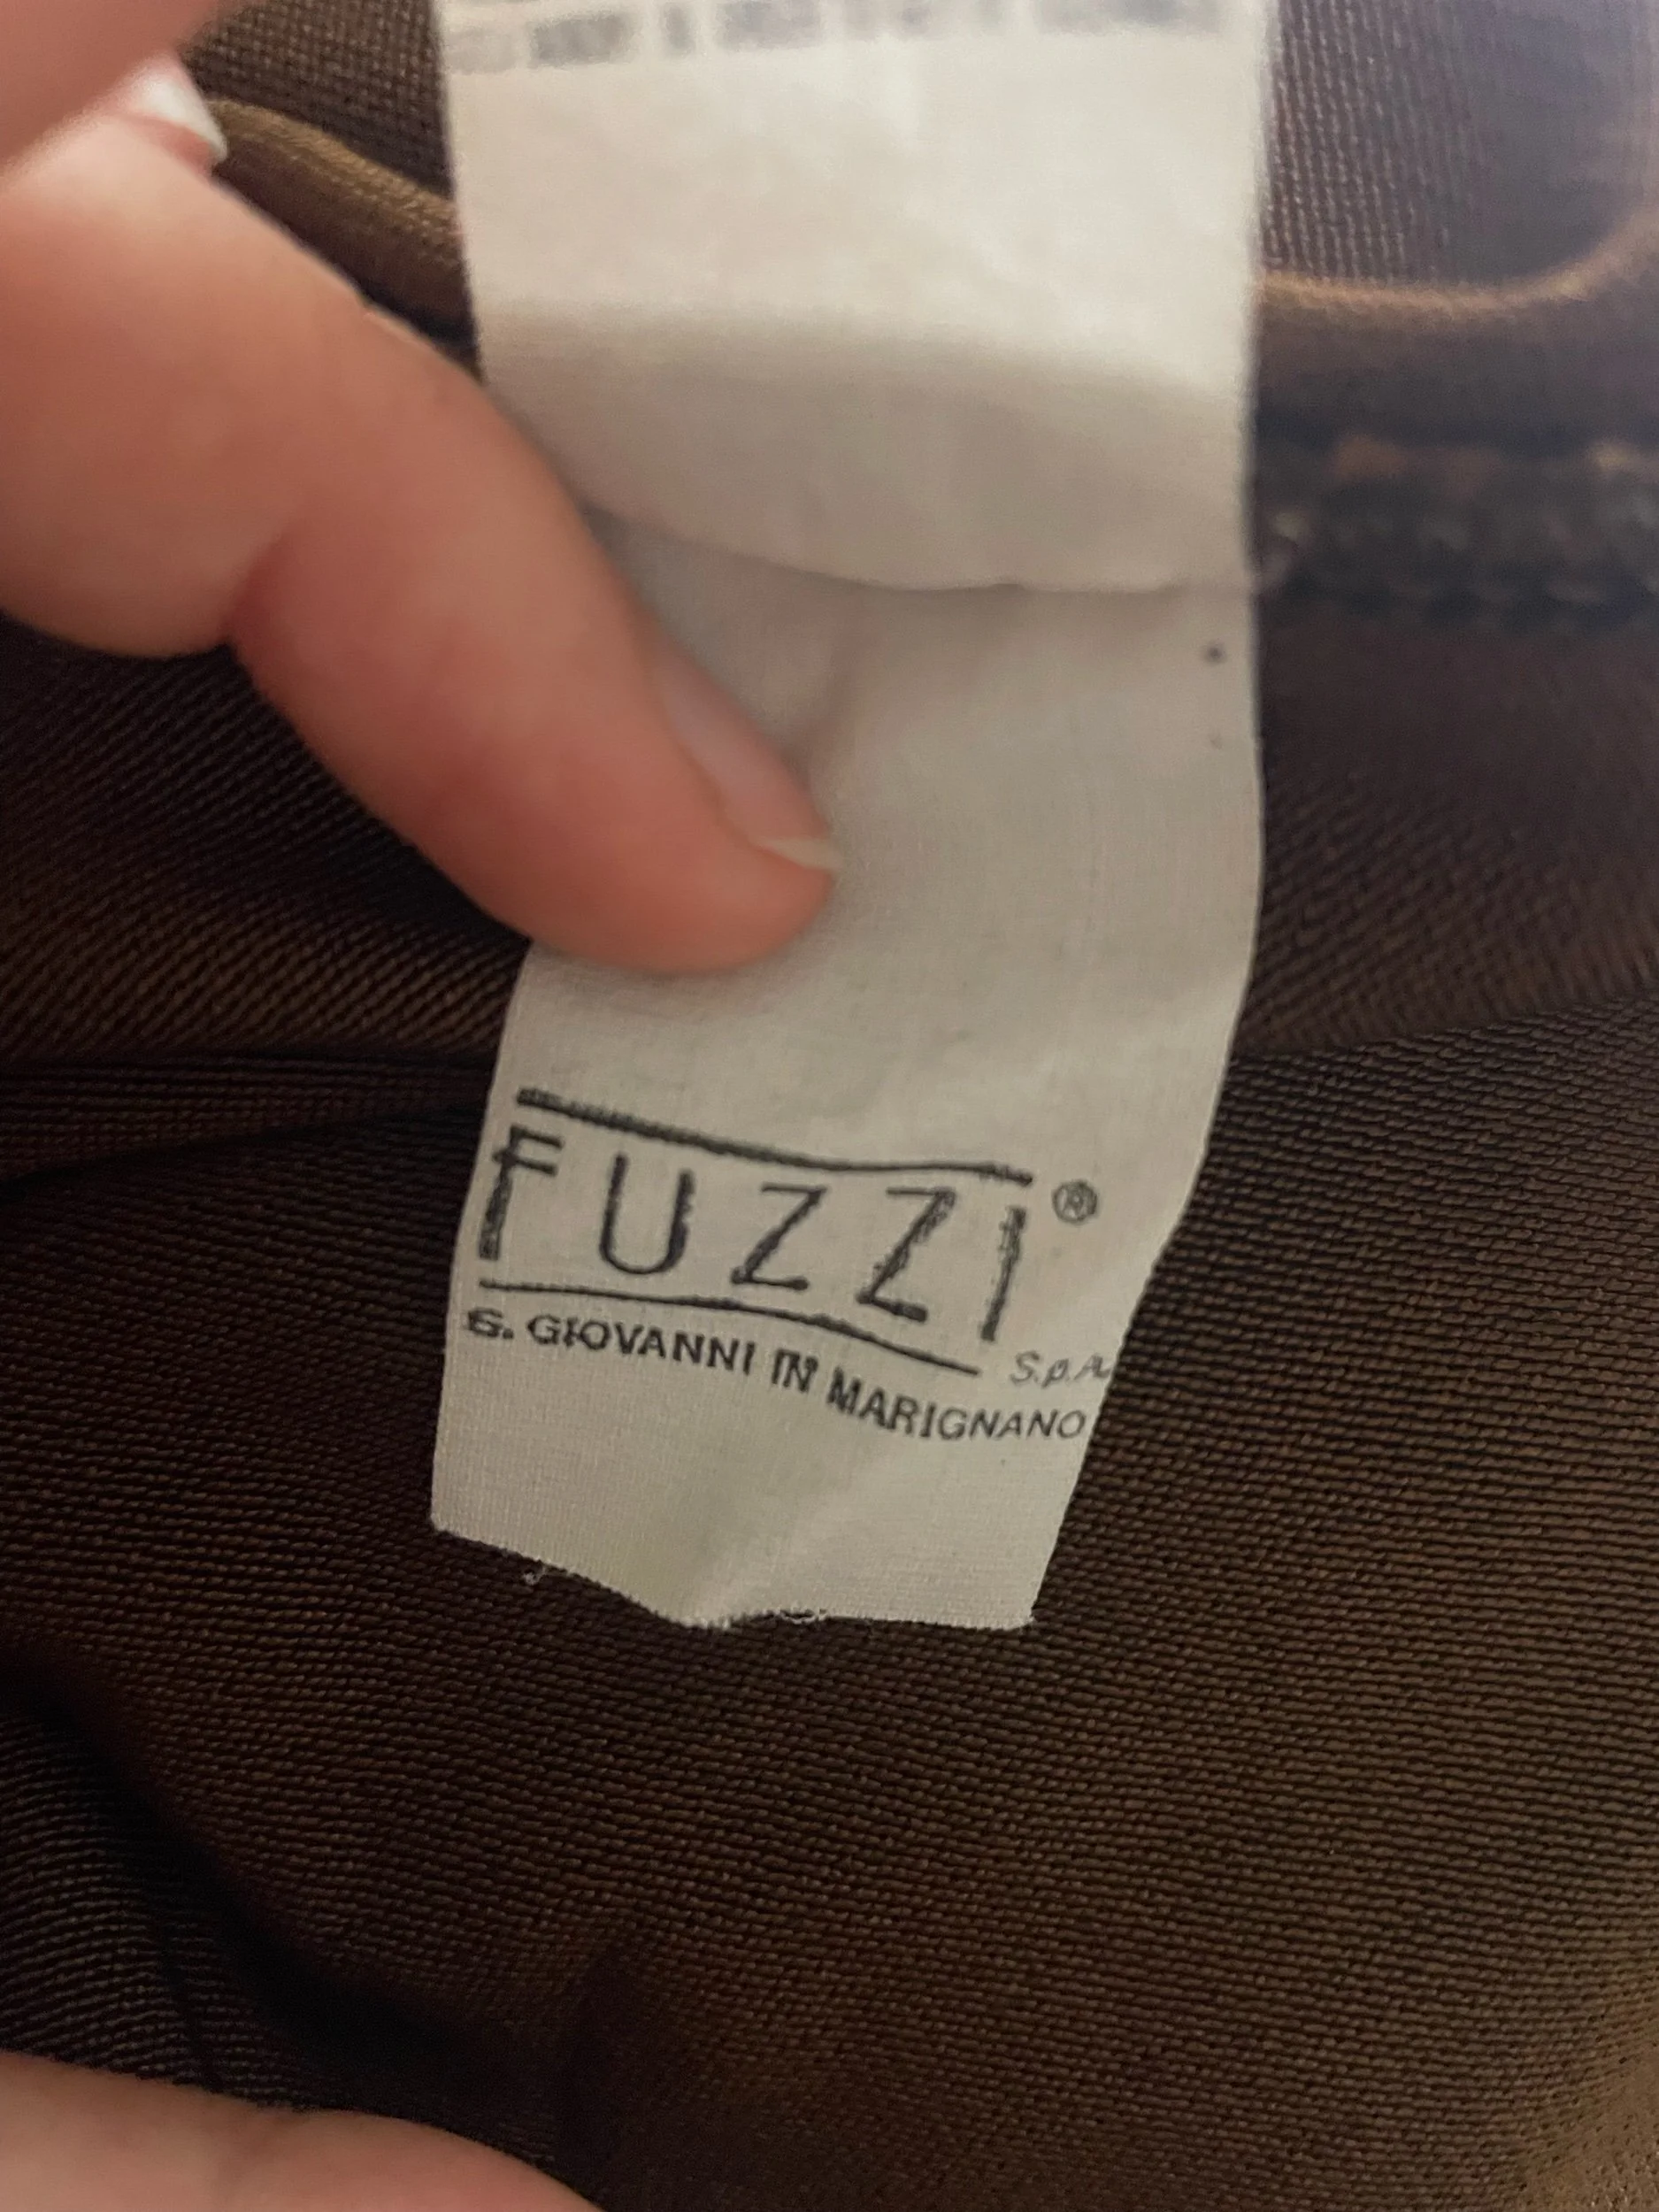 FUZZI®
S.p.A.
S. GIOVANNI IN MARIGNANO